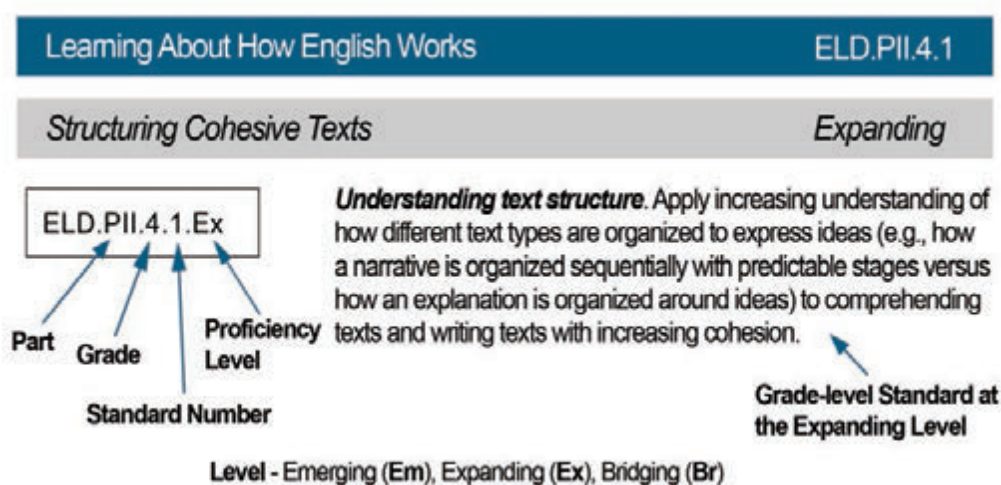 Learning About How English Works ELD.PII.4.1
Structuring Cohesive Texts Expanding
ELD.PII.4.1.Ex
Part
Grade
Standard Number
Proficiency
Level
Understanding text structure. Apply increasing understanding of
how different text types are organized to express ideas (e.g., how
a narrative is organized sequentially with predictable stages versus
how an explanation is organized around ideas) to comprehending
texts and writing texts with increasing cohesion.
Grade-level Standard at
the Expanding Level
Level - Emerging (Em), Expanding (Ex), Bridging (Br)